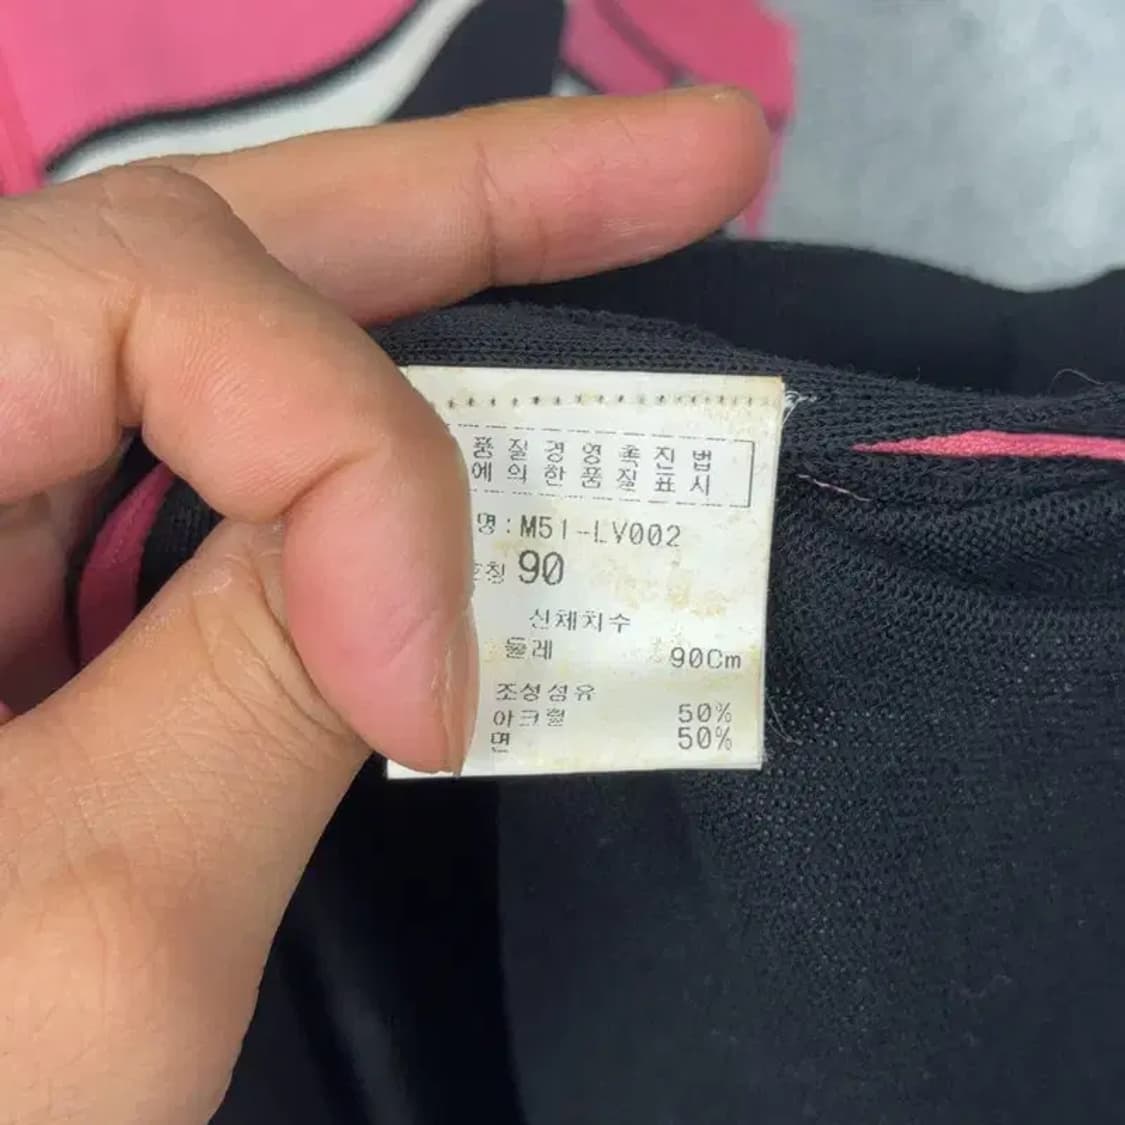 품질경영촉진법
에의한품질표시
명:M51-LV002
호칭 90
신체치수
둘레 90Cm
조성섬유
아크릴 50%
면 50%